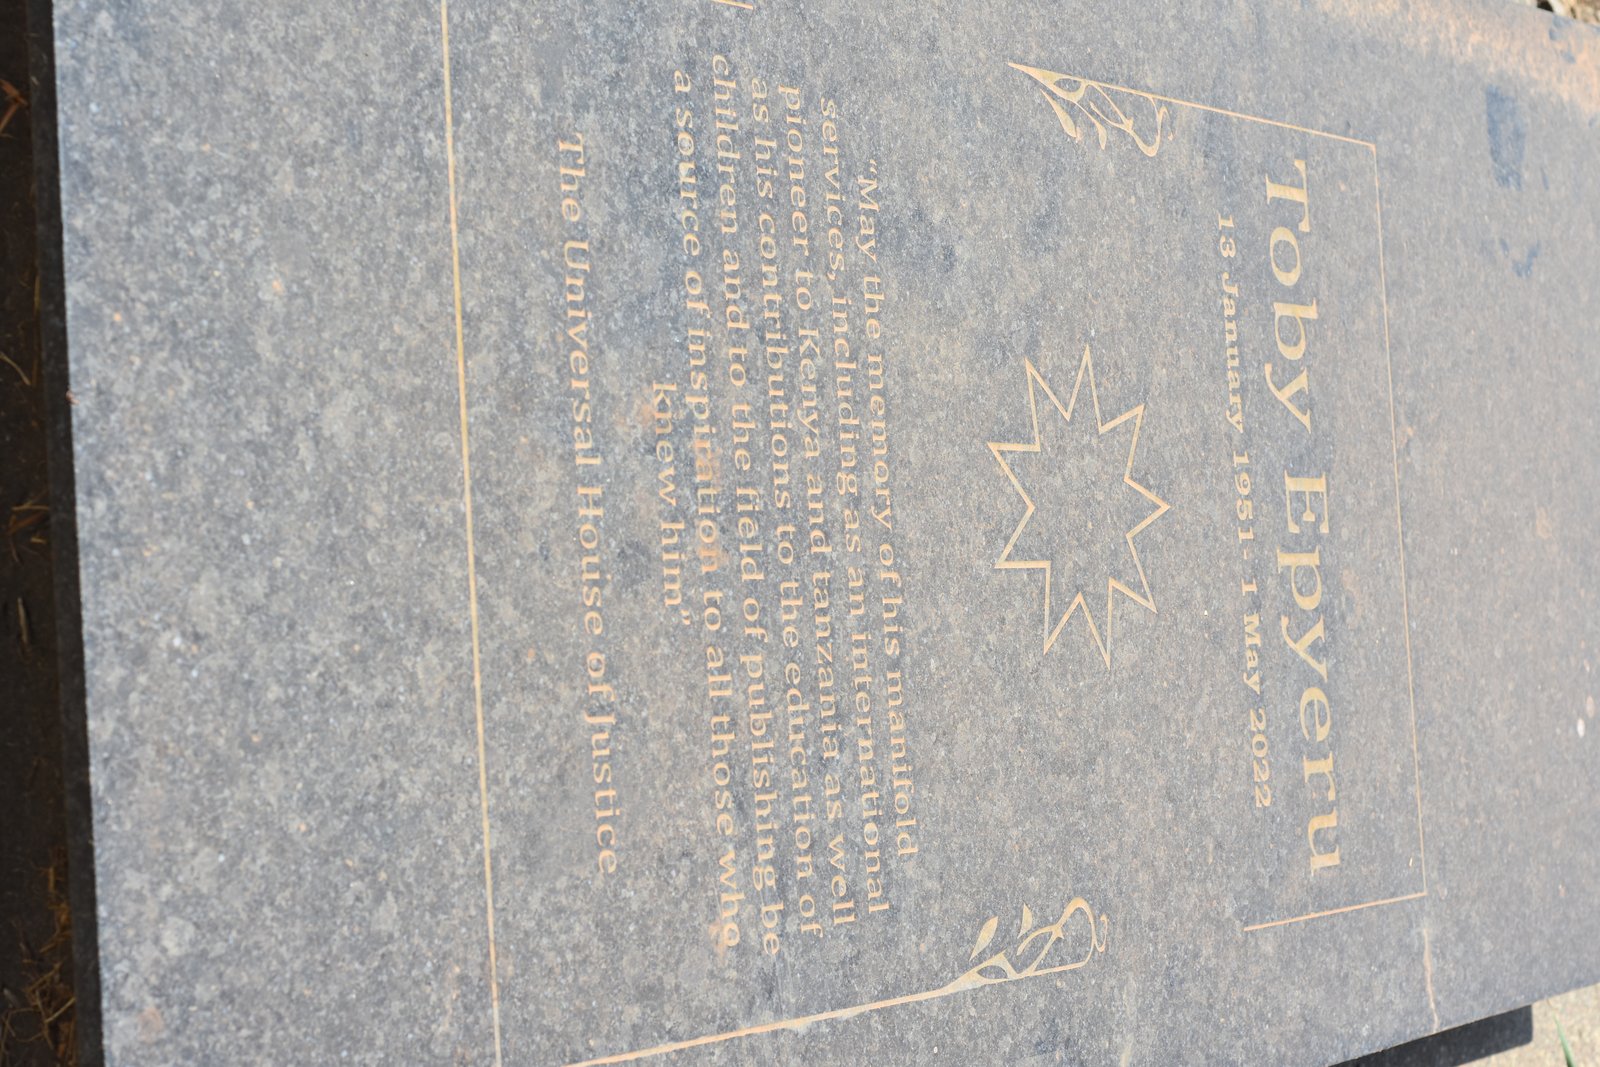 Toby Epyeru
13 January 1951 - 1 May 2022
“May the memory of his manifold
services, including as an international
pioneer to Kenya and tanzania as well
as his contributions to the education of
children and to the field of publishing be
a source of inspiration to all those who
knew him”
The Universal House of Justice